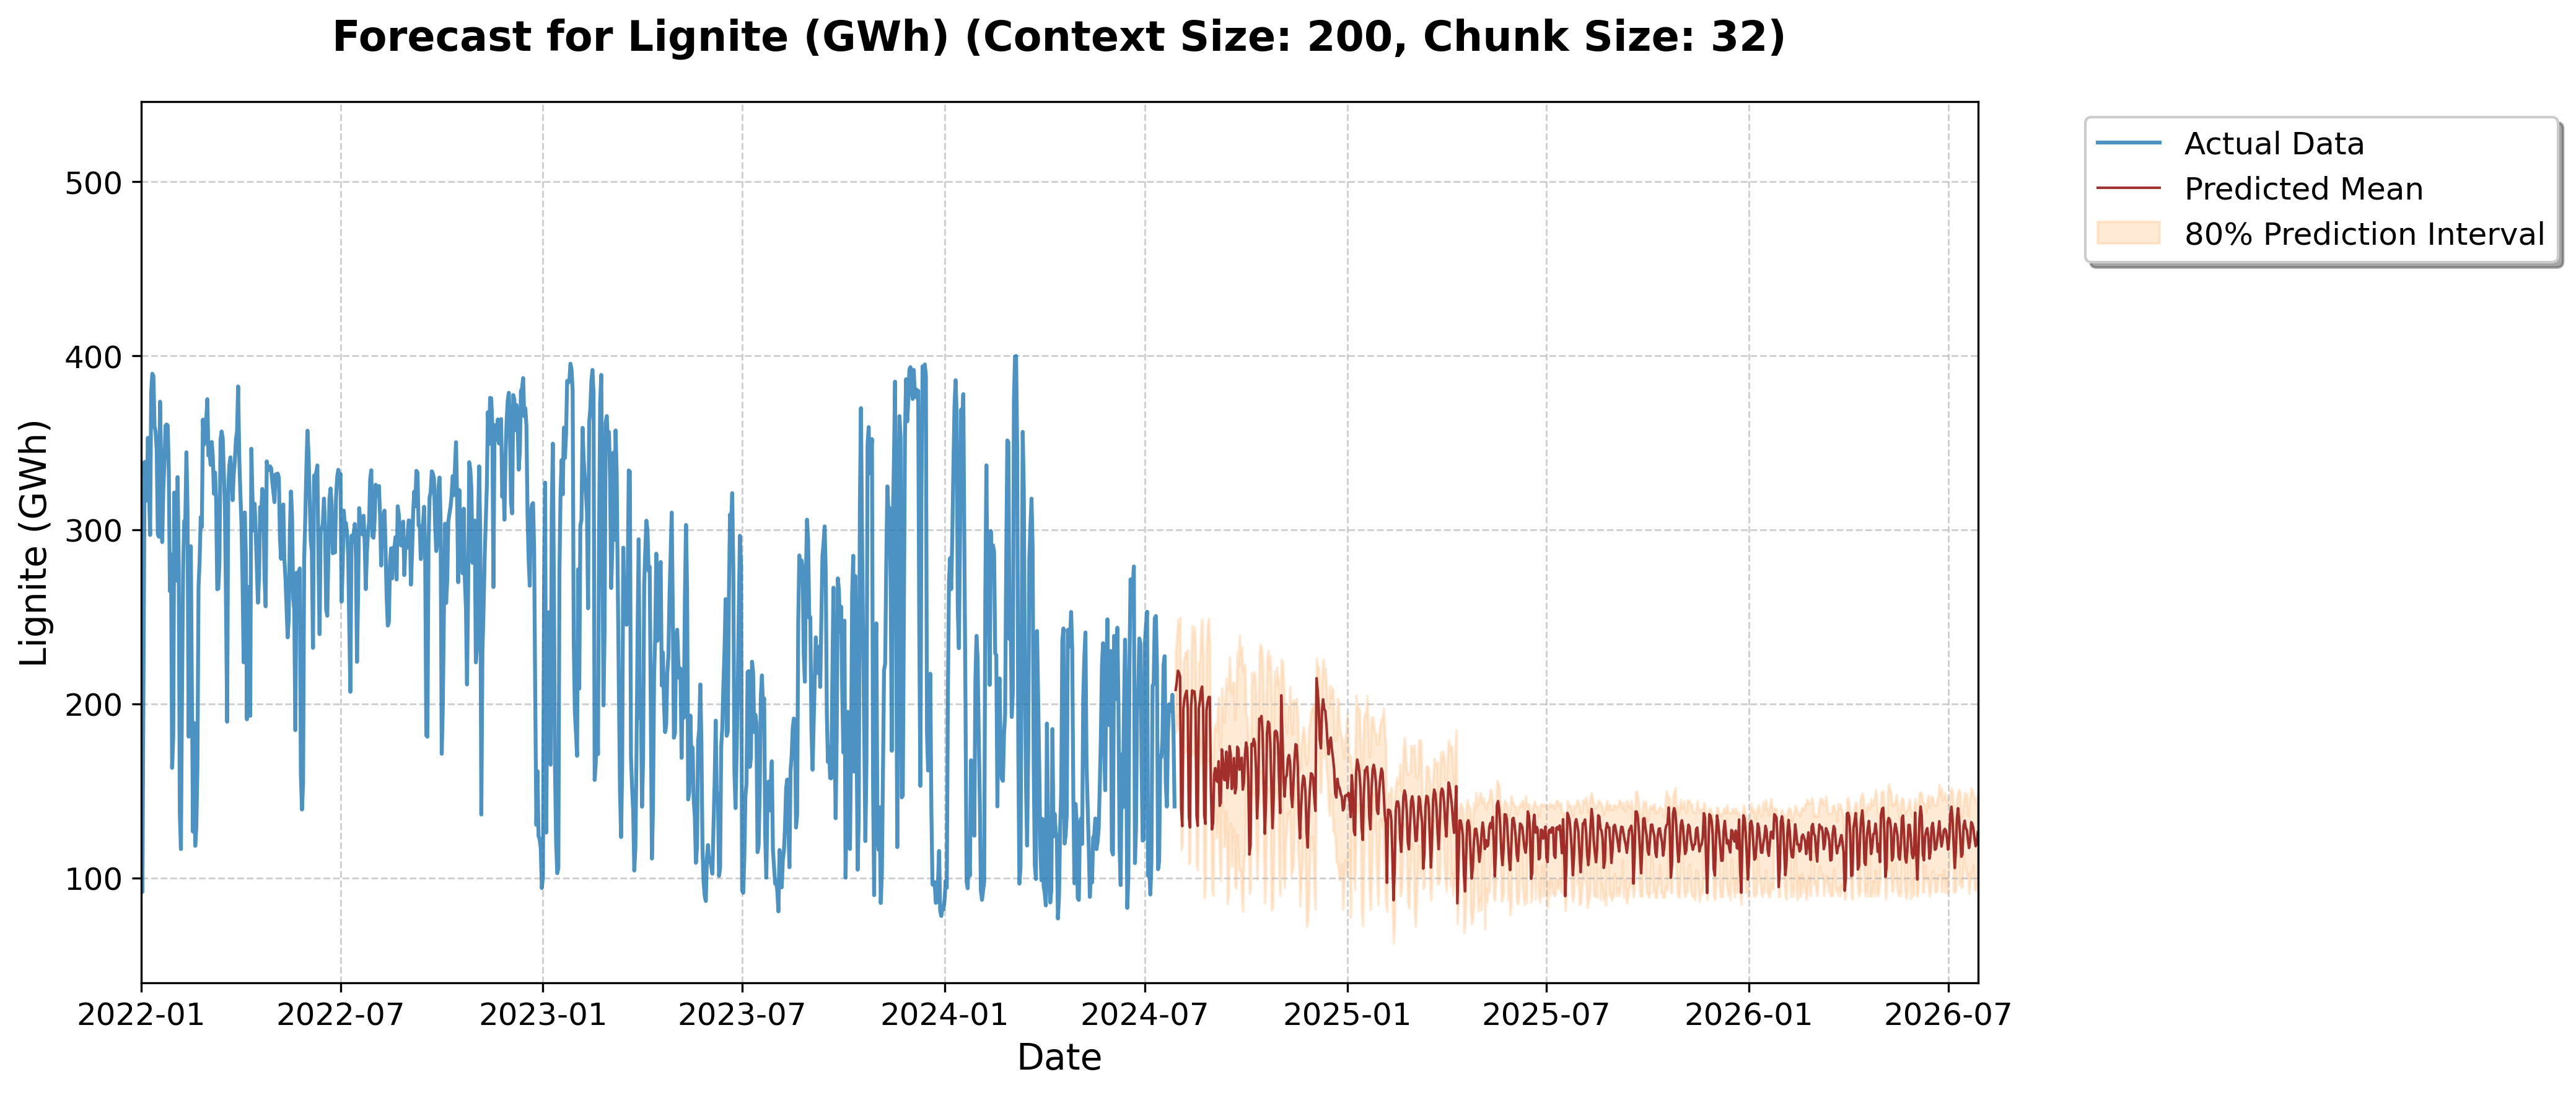 Forecast for Lignite (GWh) (Context Size: 200, Chunk Size: 32)
Actual Data
Predicted Mean
80% Prediction Interval
Lignite (GWh)
500
400
300
200
100
2022-01
2022-07
2023-01
2023-07
2024-01
2024-07
2025-01
2025-07
2026-01
2026-07
Date